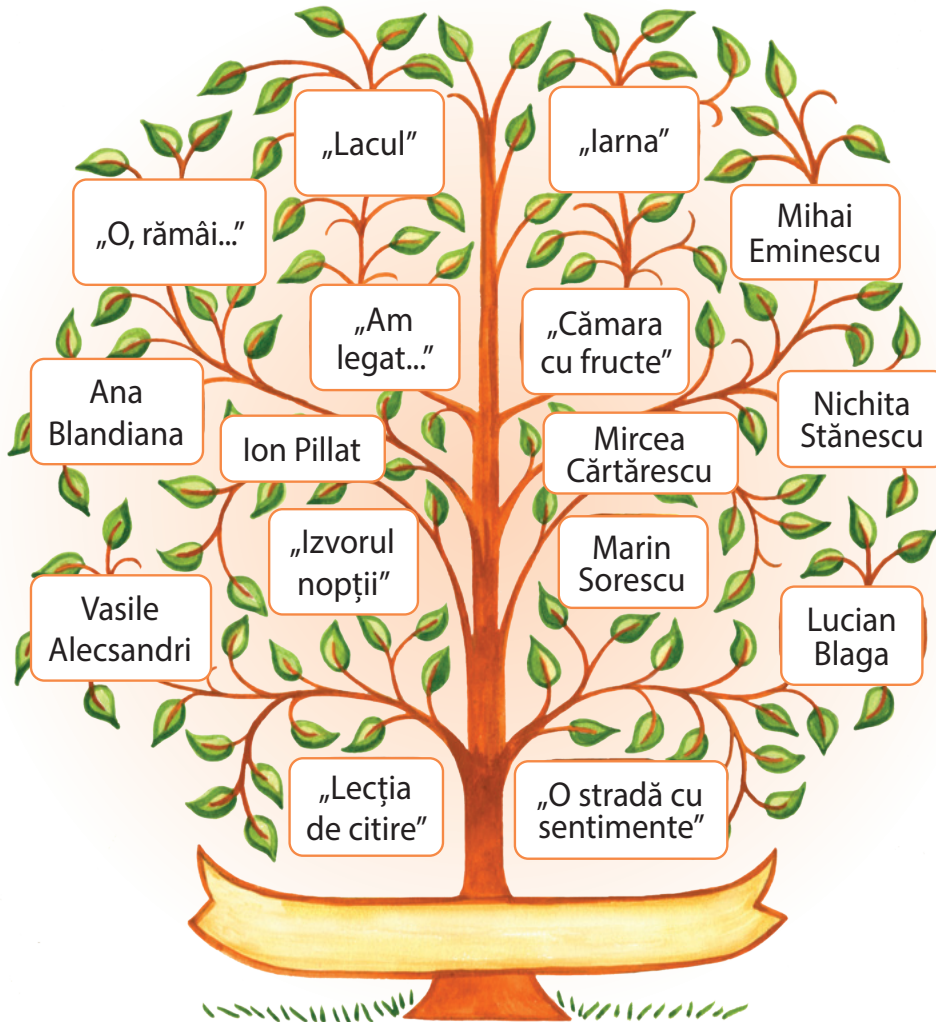 „Lacul”
„Iarna”
„O, rămâi...”
Mihai
Eminescu
„Am
legat...”
„Cămara
cu fructe”
Ana
Blandiana
Ion Pillat
Mircea
Cărtărescu
Nichita
Stănescu
„Izvorul
nopții”
Marin
Sorescu
Vasile
Alecsandri
Lucian
Blaga
„Lecția
de citire”
„O stradă cu
sentimente”